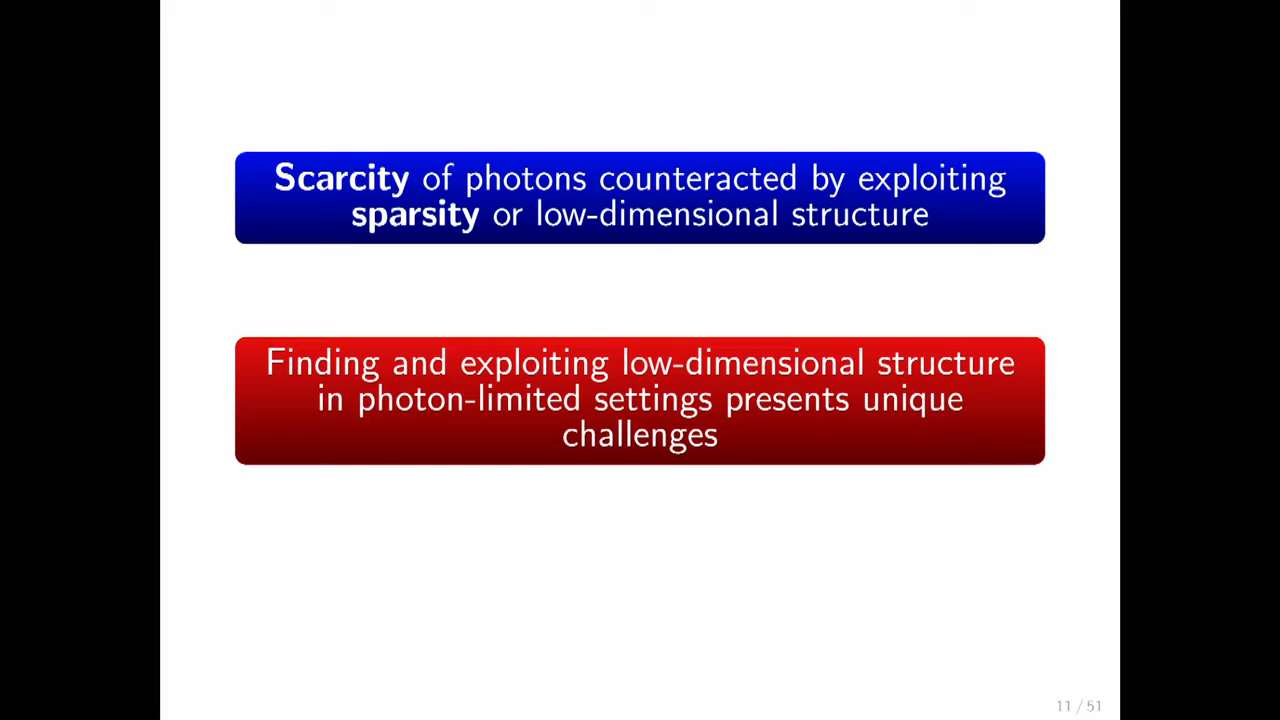 Scarcity of photons counteracted by exploiting
sparsity or low-dimensional structure
Finding and exploiting low-dimensional structure
in photon-limited settings presents unique
challenges
11 / 51